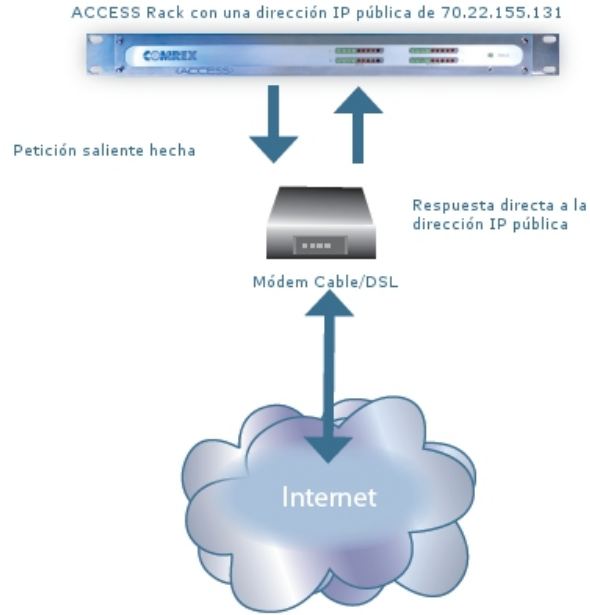 ACCESS Rack con una dirección IP pública de 70.22.155.131
COMREX
ACCESS
Petición saliente hecha
Respuesta directa a la
dirección IP pública
Módem Cable/DSL
Internet